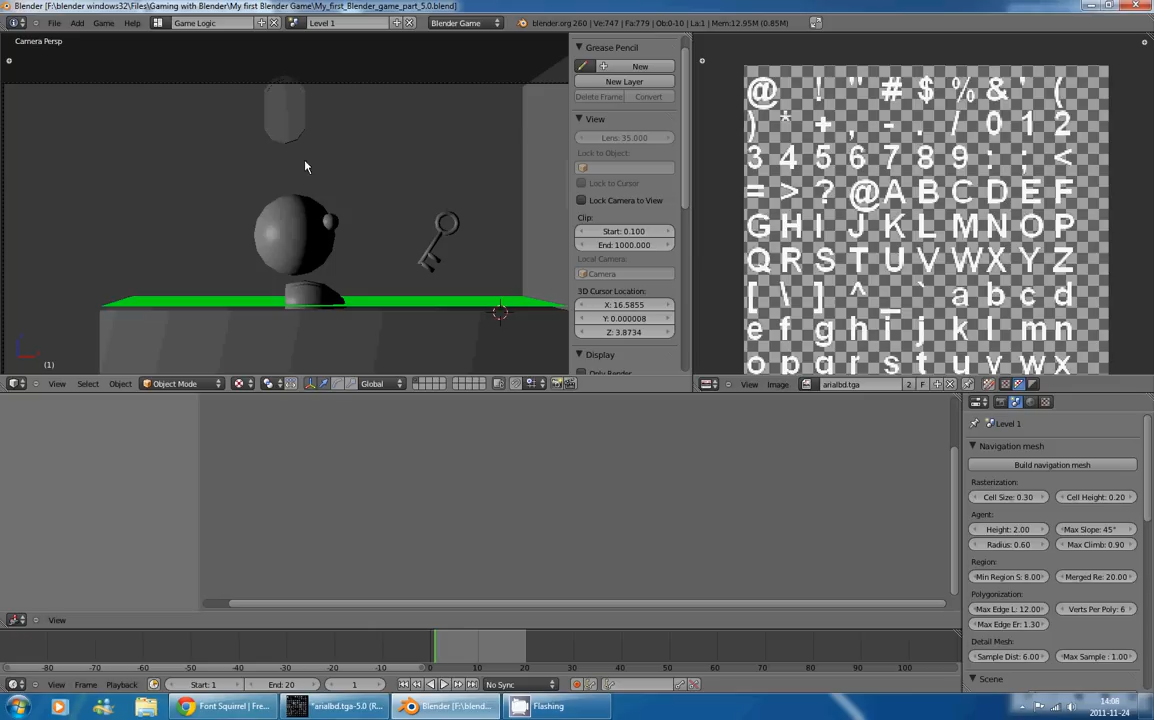 Blender [F:\blender windows32\Files\Gaming with Blender\My first Blender Game\My_first_Blender_game_part_5.0.blend]
File Add Game Help Game Logic Level 1 Blender Game blender.org 260 | Ve:747 | Fa:779 | Ob:0-10 | La:1 | Mem:12.95M (0.85M)
Camera Persp
(1)
Grease Pencil
New
New Layer
Delete Frame Convert
View
Lens: 35.000
Lock to Object:
Lock to Cursor
Lock Camera to View
Clip:
Start: 0.100
End: 1000.000
Local Camera:
Camera
3D Cursor Location:
X: 16.5855
Y: 0.000008
Z: 3.8734
Display
Only Render
@ ! " # $ % & ' (
) * + , - . / 0 1 2
3 4 5 6 7 8 9 : ; <
= > ? @ A B C D E F
G H I J K L M N O P
Q R S T U V W X Y Z
[ \ ] ^ _ ` a b c d
e f g h i j k l m n
o p q r s t u v w x
View Select Object Object Mode Global
View Image arialbd.tga 2 F
Level 1
Navigation mesh
Build navigation mesh
Rasterization:
Cell Size: 0.30 Cell Height: 0.20
Agent:
Height: 2.00 Max Slope: 45°
Radius: 0.60 Max Climb: 0.90
Region:
Min Region S: 8.00 Merged Re: 20.00
Polygonization:
Max Edge L: 12.00 Verts Per Poly: 6
Max Edge Er: 1.30
Detail Mesh:
Sample Dist: 6.00 Max Sample : 1.00
Scene
View
-80 -70 -60 -50 -40 -30 -20 -10 0 10 20 30 40 50 60 70 80 90 100
View Frame Playback Start: 1 End: 20 1 No Sync
Font Squirrel | Fre... *arialbd.tga-5.0 (R... Blender [F:\blend... Flashing
14:08
2011-11-24